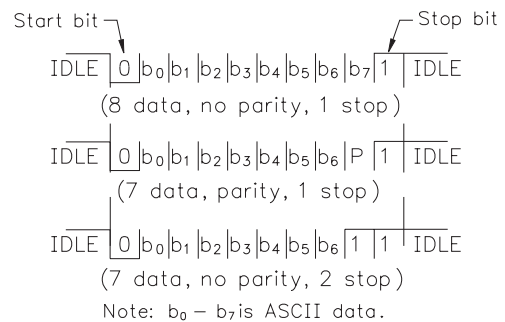 Start bit Stop bit
IDLE 0 b₀ b₁ b₂ b₃ b₄ b₅ b₆ b₇ 1 IDLE
(8 data, no parity, 1 stop)
IDLE 0 b₀ b₁ b₂ b₃ b₄ b₅ b₆ P 1 IDLE
(7 data, parity, 1 stop)
IDLE 0 b₀ b₁ b₂ b₃ b₄ b₅ b₆ 1 1 IDLE
(7 data, no parity, 2 stop)
Note: b₀ – b₇ is ASCII data.